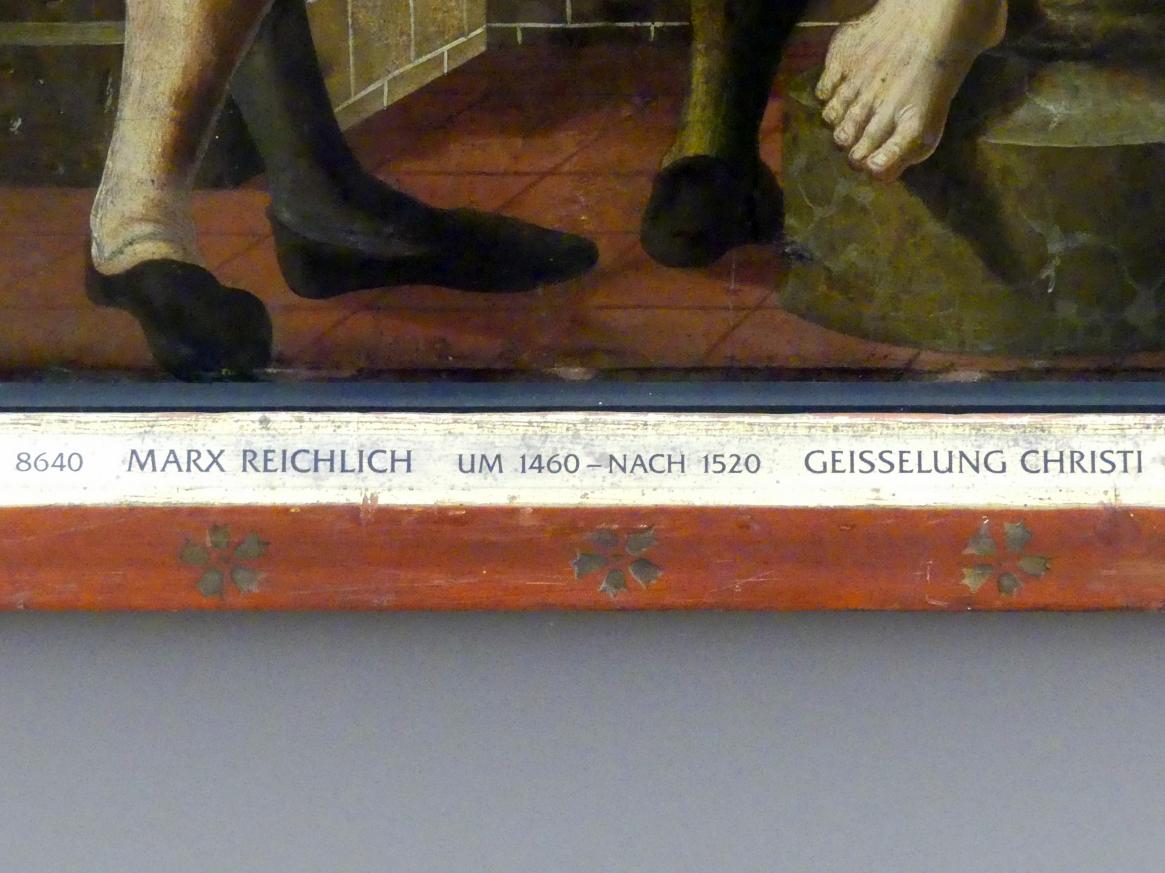 8640 MARX REICHLICH UM 1460 – NACH 1520 GEISSELUNG CHRISTI